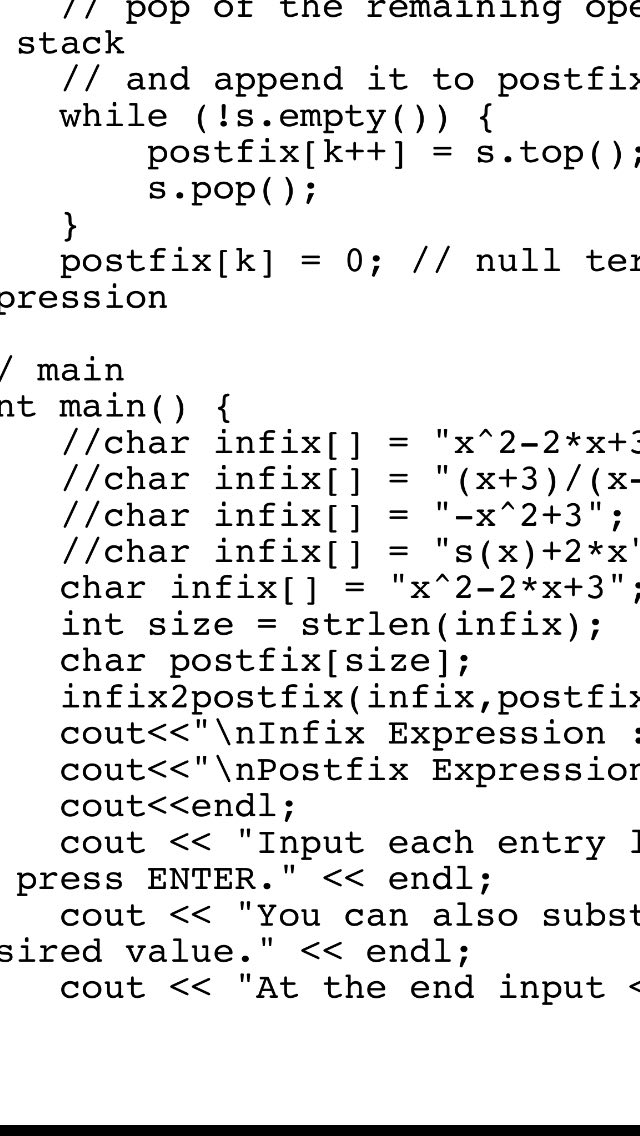 // pop of the remaining ope
stack
// and append it to postfix
while (!s.empty()) {
postfix[k++] = s.top();
s.pop();
}
postfix[k] = 0; // null ter
pression
/ main
nt main() {
//char infix[] = "x^2-2*x+3
//char infix[] = "(x+3)/(x-
//char infix[] = "-x^2+3";
//char infix[] = "s(x)+2*x"
char infix[] = "x^2-2*x+3";
int size = strlen(infix);
char postfix[size];
infix2postfix(infix,postfix
cout<<"\nInfix Expression :
cout<<"\nPostfix Expression
cout<<endl;
cout << "Input each entry
press ENTER." << endl;
cout << "You can also subst
sired value." << endl;
cout << "At the end input <